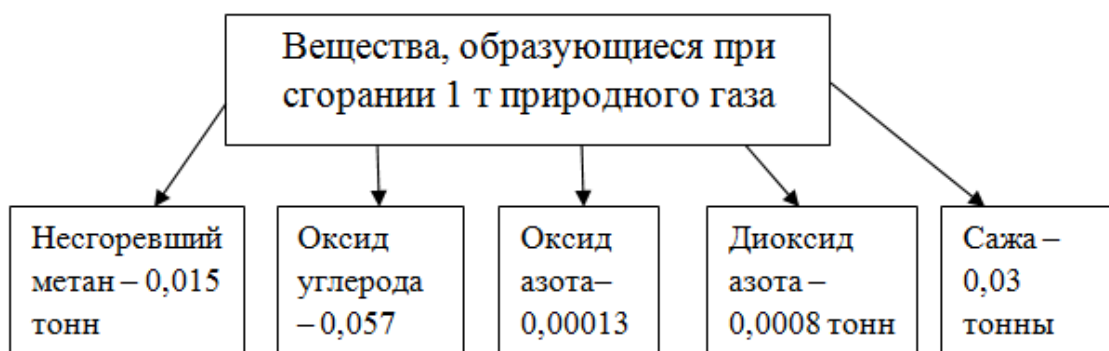 Вещества, образующиеся при
сгорании 1 т природного газа
Несгоревший
метан – 0,015
тонн
Оксид
углерода
– 0,057
Оксид
азота–
0,00013
Диоксид
азота –
0,0008 тонн
Сажа –
0,03
тонны